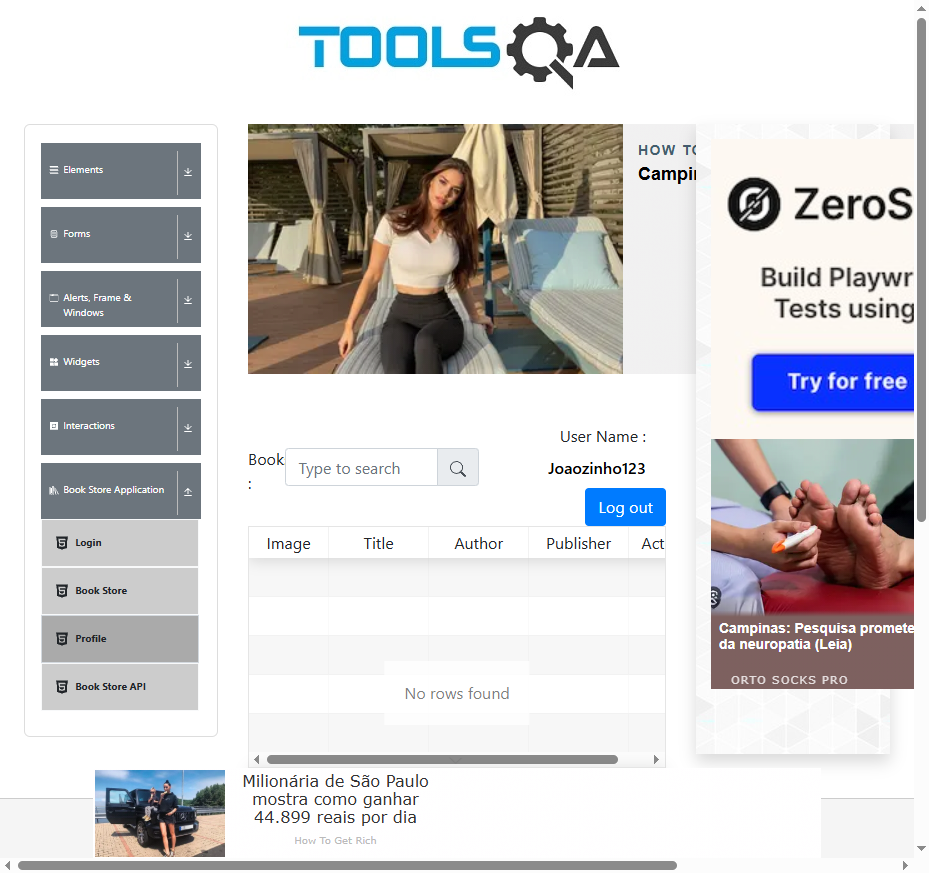 TOOLSQA
Elements
Forms
Alerts, Frame &
Windows
Widgets
Interactions
Book Store Application
Login
Book Store
Profile
Book Store API
HOW TO
Campin
ZeroS
Build Playwr
Tests using
Try for free
User Name :
Book
:
Type to search
Joaozinho123
Log out
Image Title Author Publisher Act
No rows found
Campinas: Pesquisa promete
da neuropatia (Leia)
ORTO SOCKS PRO
Milionária de São Paulo
mostra como ganhar
44.899 reais por dia
How To Get Rich